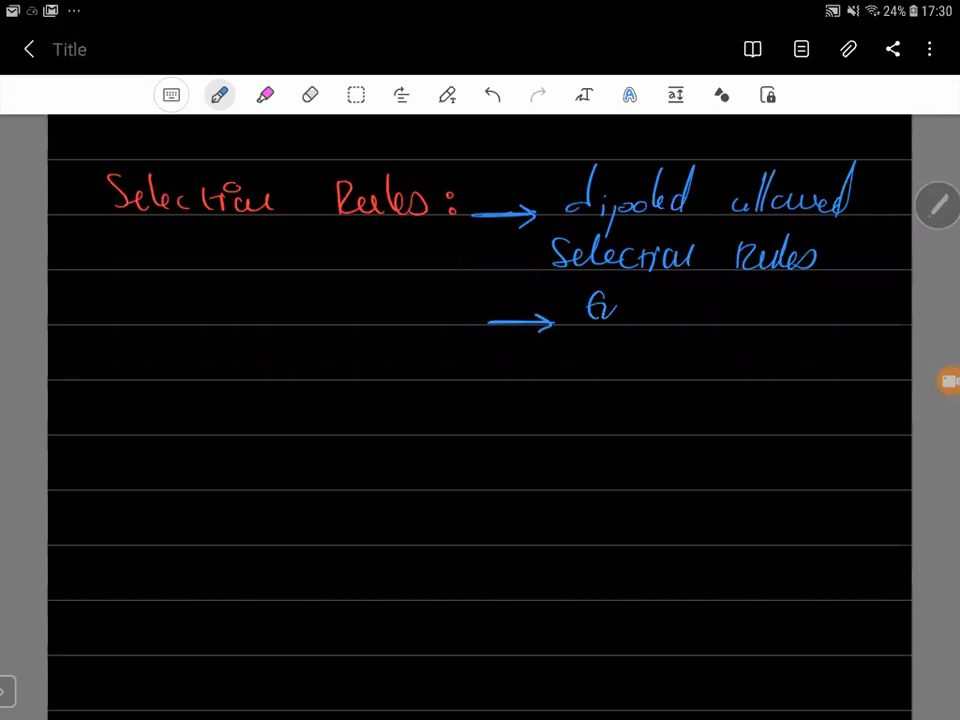 24% 17:30
Title
Selection Rules: → dipoled allowed
Selection Rules
→